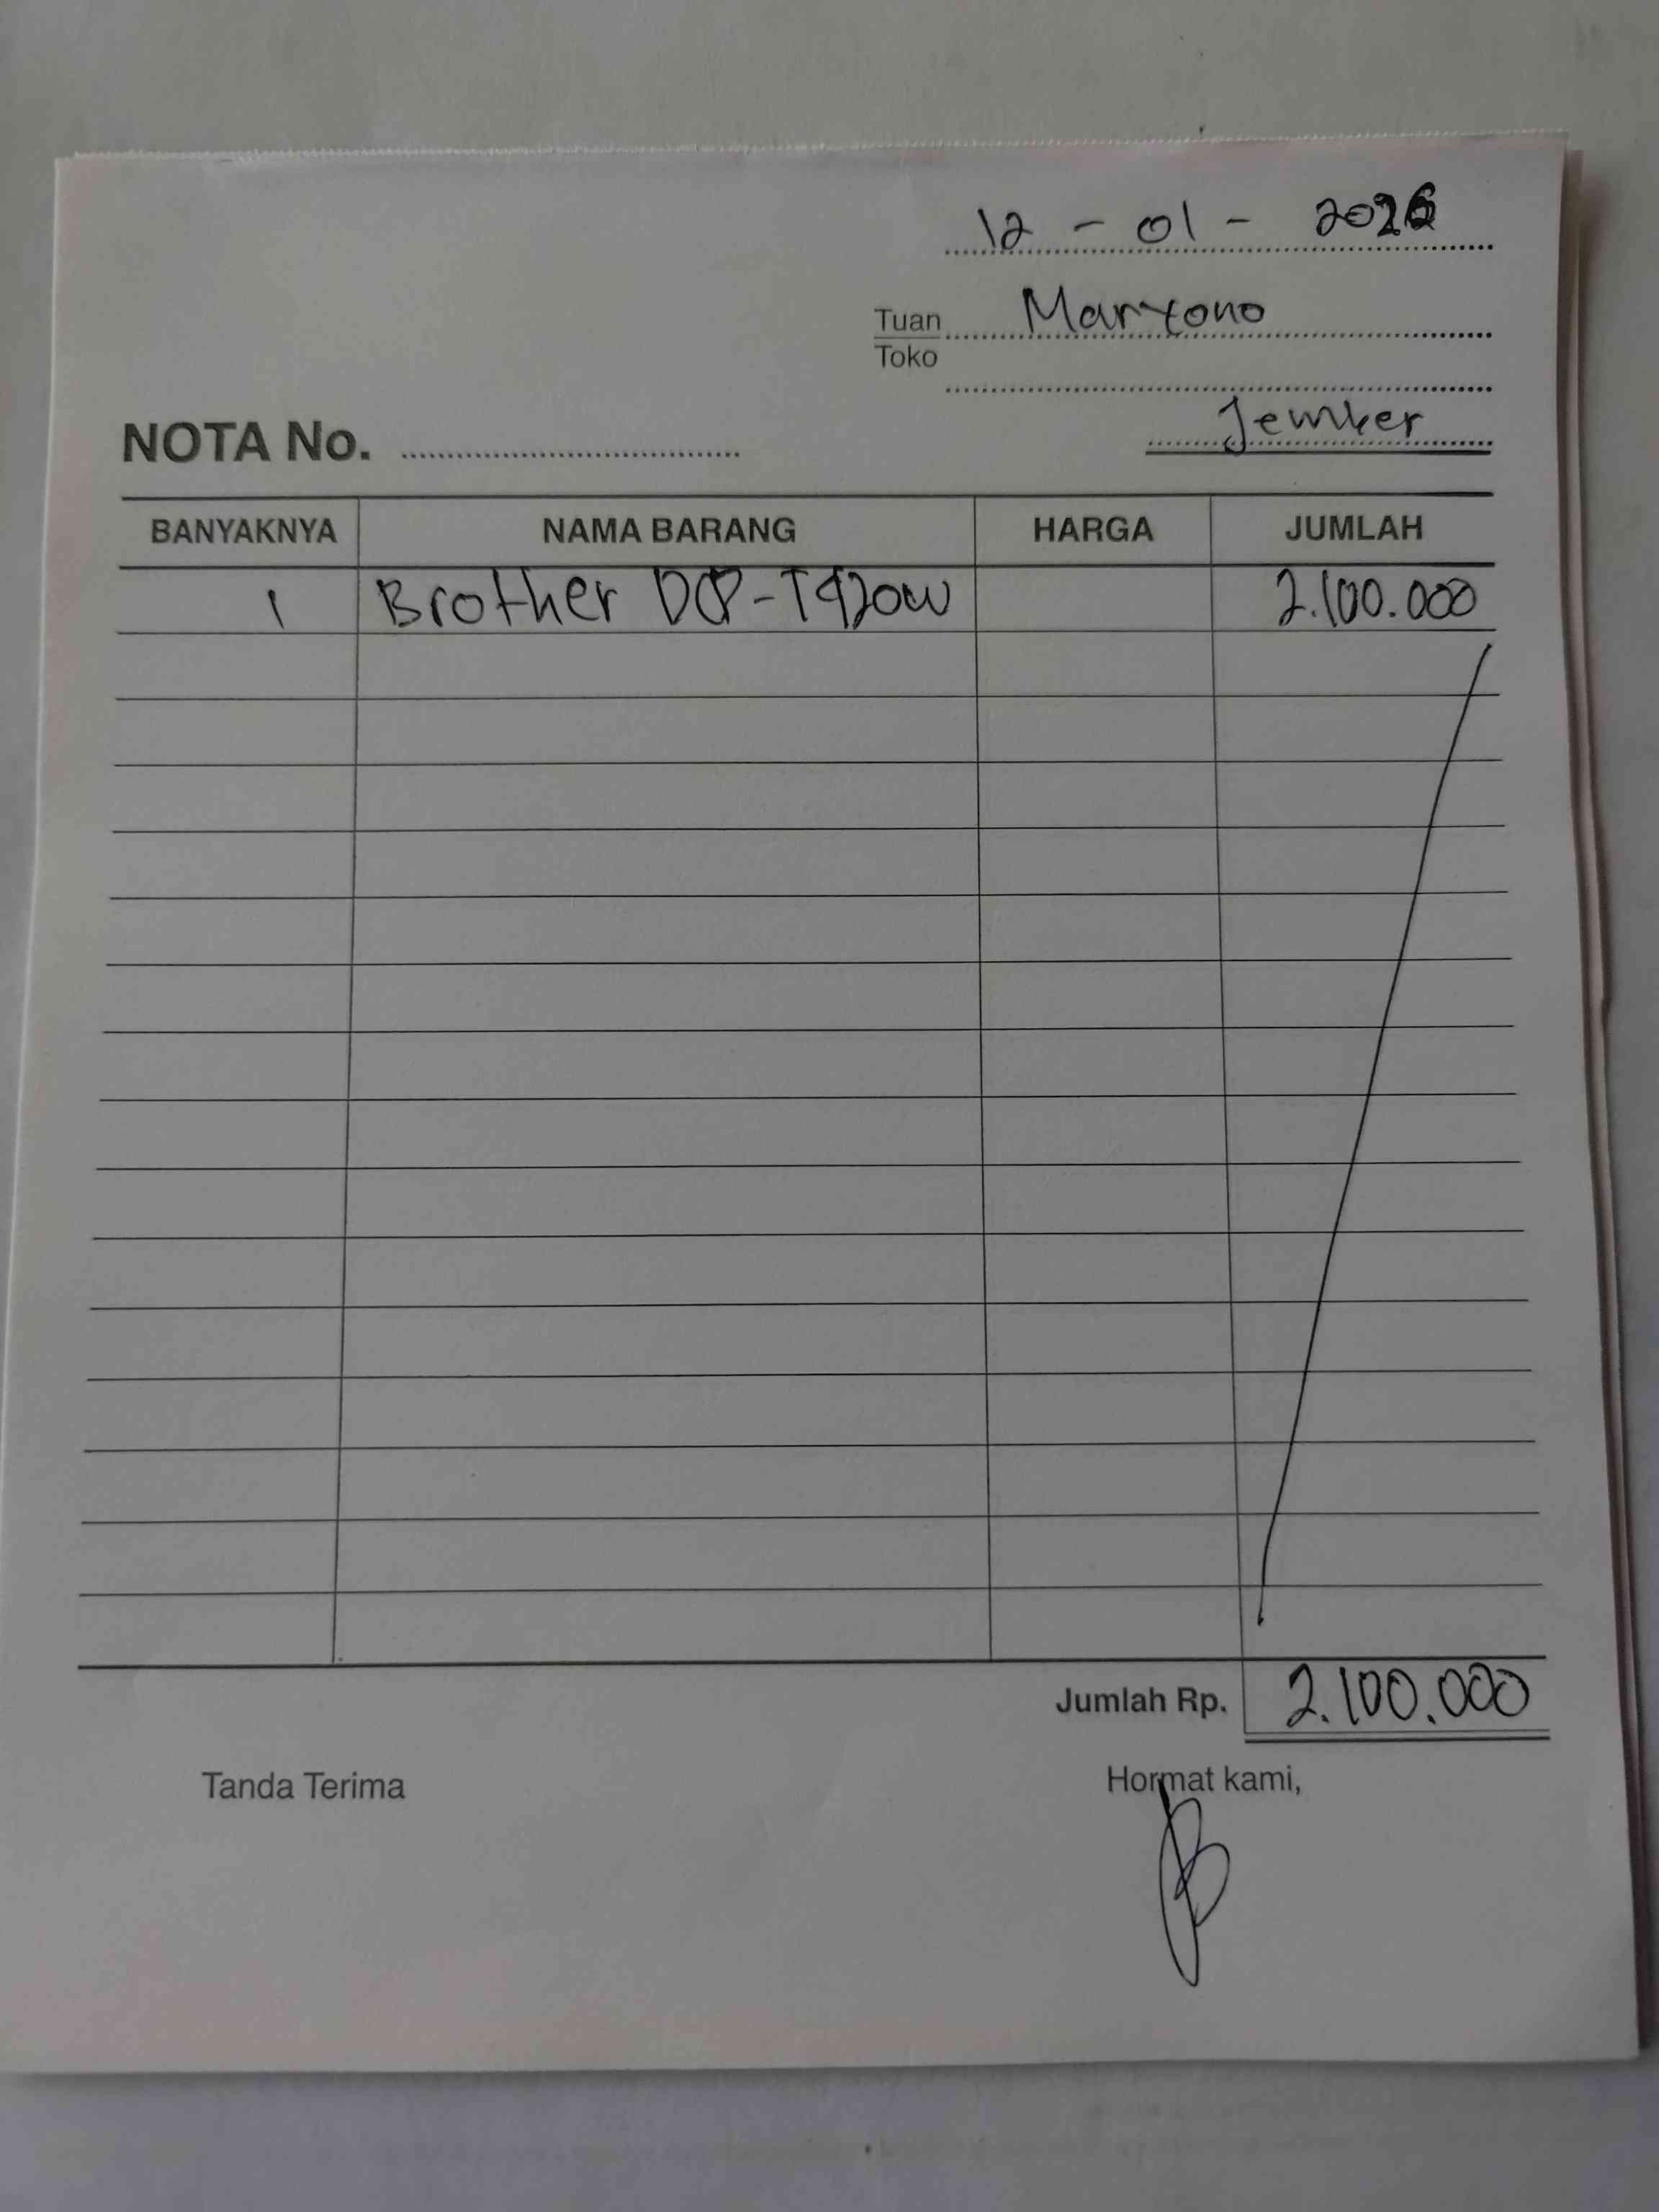 12 - 01 - 2026
Tuan Martono
Toko
Jember
NOTA No.
BANYAKNYA NAMA BARANG HARGA JUMLAH
1 Brother DCP-T420W 2.100.000
Jumlah Rp. 2.100.000
Tanda Terima Hormat kami,